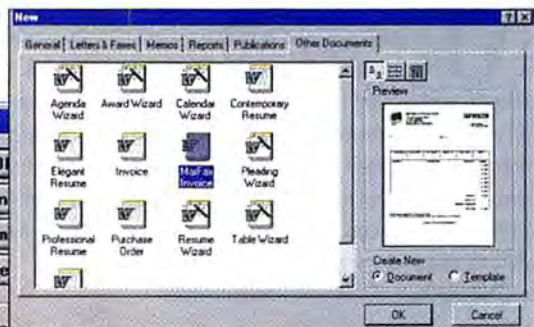 New
General
Letters & Faxes
Memos
Reports
Publications
Other Documents
Agenda Wizard
Award Wizard
Calendar Wizard
Contemporary Resume
Elegant Resume
Invoice
MaiFax Invoice
Pleading Wizard
Professional Resume
Purchase Order
Resume Wizard
Table Wizard
Preview
Create New
Document
Template
OK
Cancel